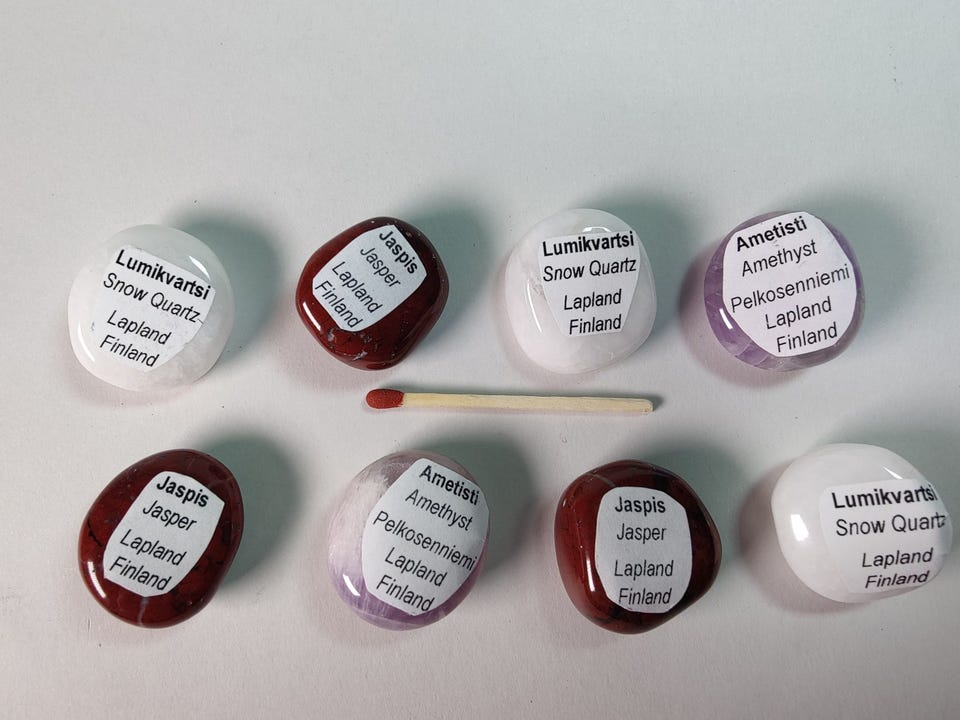 Lumikvartsi
Snow Quartz
Lapland
Finland
Jaspis
Jasper
Lapland
Finland
Lumikvartsi
Snow Quartz
Lapland
Finland
Ametisti
Amethyst
Pelkosenniemi
Lapland
Finland
Jaspis
Jasper
Lapland
Finland
Ametisti
Amethyst
Pelkosenniemi
Lapland
Finland
Jaspis
Jasper
Lapland
Finland
Lumikvartsi
Snow Quartz
Lapland
Finland